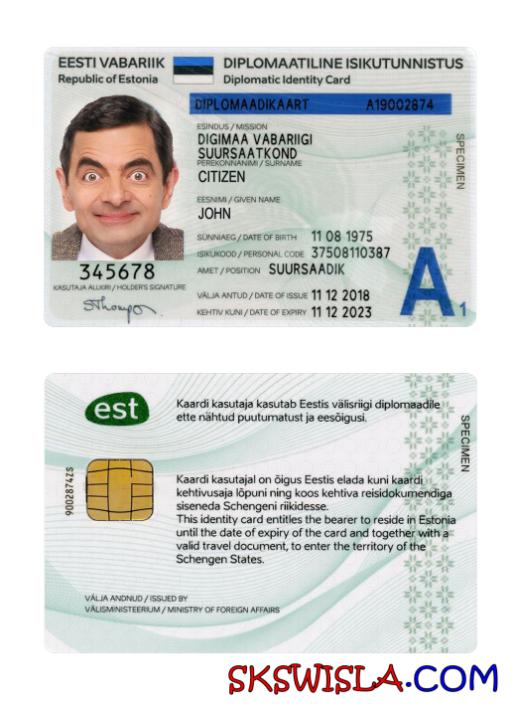 EESTI VABARIIK
Republic of Estonia
DIPLOMAATILINE ISIKUTUNNISTUS
Diplomatic Identity Card
DIPLOMAADIKAART A19002874
ESINDUS / MISSION
DIGIMAA VABARIIGI
SUURSAATKOND
PEREKONNANIMI / SURNAME
CITIZEN
EESNIMI / GIVEN NAME
JOHN
SÜNNIAEG / DATE OF BIRTH 11 08 1975
ISIKUKOOD / PERSONAL CODE 37508110387
AMET / POSITION SUURSAADIK
VÄLJA ANTUD / DATE OF ISSUE 11 12 2018
KEHTIV KUNI / DATE OF EXPIRY 11 12 2023
345678
KASUTAJA ALLKIRI / HOLDER'S SIGNATURE
SPECIMEN
A1
est
Kaardi kasutaja kasutab Eestis välisriigi diplomaadile
ette nähtud puutumatust ja eesõigusi.
SPECIMEN
9002874ZS
Kaardi kasutajal on õigus Eestis elada kuni kaardi
kehtivusaja lõpuni ning koos kehtiva reisidokumendiga
siseneda Schengeni riikidesse.
This identity card entitles the bearer to reside in Estonia
until the date of expiry of the card and together with a
valid travel document, to enter the territory of the
Schengen States.
VÄLJA ANDNUD / ISSUED BY
VÄLISMINISTEERIUM / MINISTRY OF FOREIGN AFFAIRS
SKSWISLA.COM